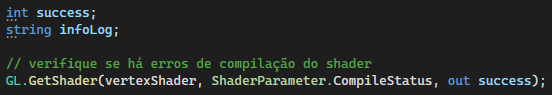 int success;
string infoLog;
// verifique se há erros de compilação do shader
GL.GetShader(vertexShader, ShaderParameter.CompileStatus, out success);